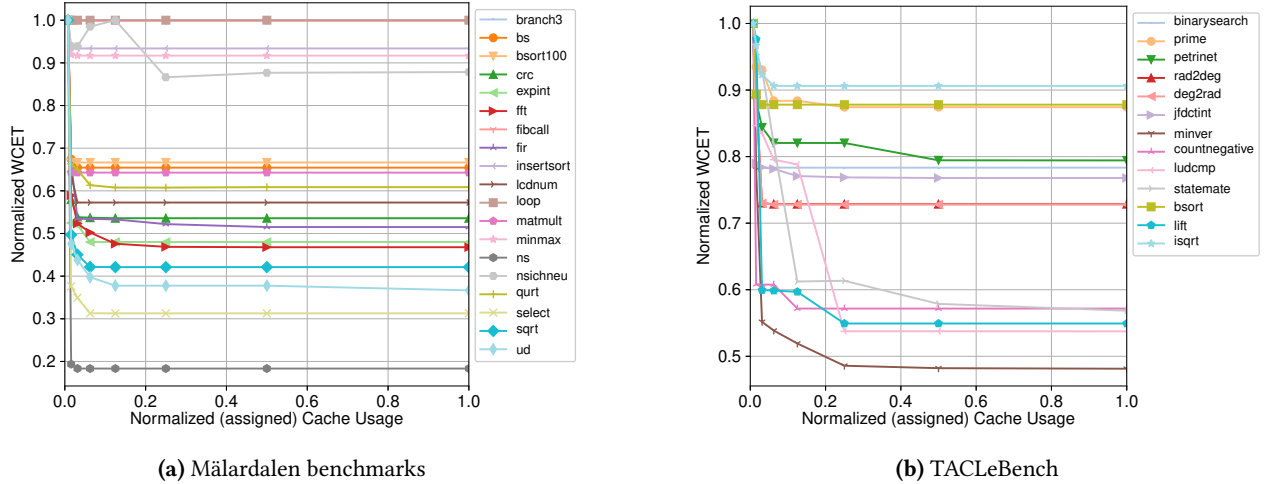 1.0
0.9
0.8
0.7
0.6
0.5
0.4
0.3
0.2
Normalized WCET
0.0 0.2 0.4 0.6 0.8 1.0
Normalized (assigned) Cache Usage
branch3
bs
bsort100
crc
expint
fft
fibcall
fir
insertsort
lcdnum
loop
matmult
minmax
ns
nsichneu
qurt
select
sqrt
ud
(a) Mälardalen benchmarks
1.0
0.9
0.8
0.7
0.6
0.5
Normalized WCET
0.0 0.2 0.4 0.6 0.8 1.0
Normalized (assigned) Cache Usage
binarysearch
prime
petrinet
rad2deg
deg2rad
jfdctint
minver
countnegative
ludcmp
statemate
bsort
lift
isqrt
(b) TACLeBench